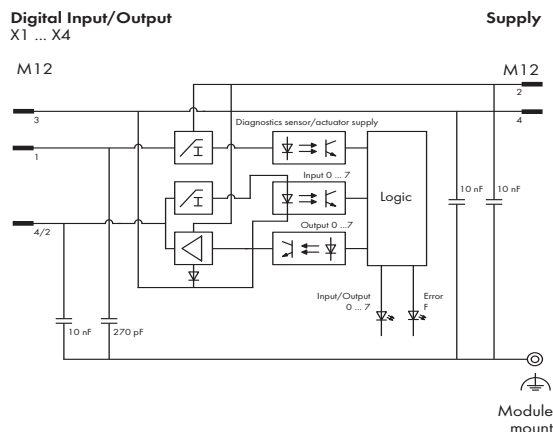 Digital Input/Output
Supply
X1 ... X4
M12
M12
2
3
4
Diagnostics sensor/actuator supply
1
Input 0 ... 7
10 nF
10 nF
Logic
Output 0 ...7
4/2
Input/Output
0 ... 7
Error
F
10 nF
270 pF
Module
mount